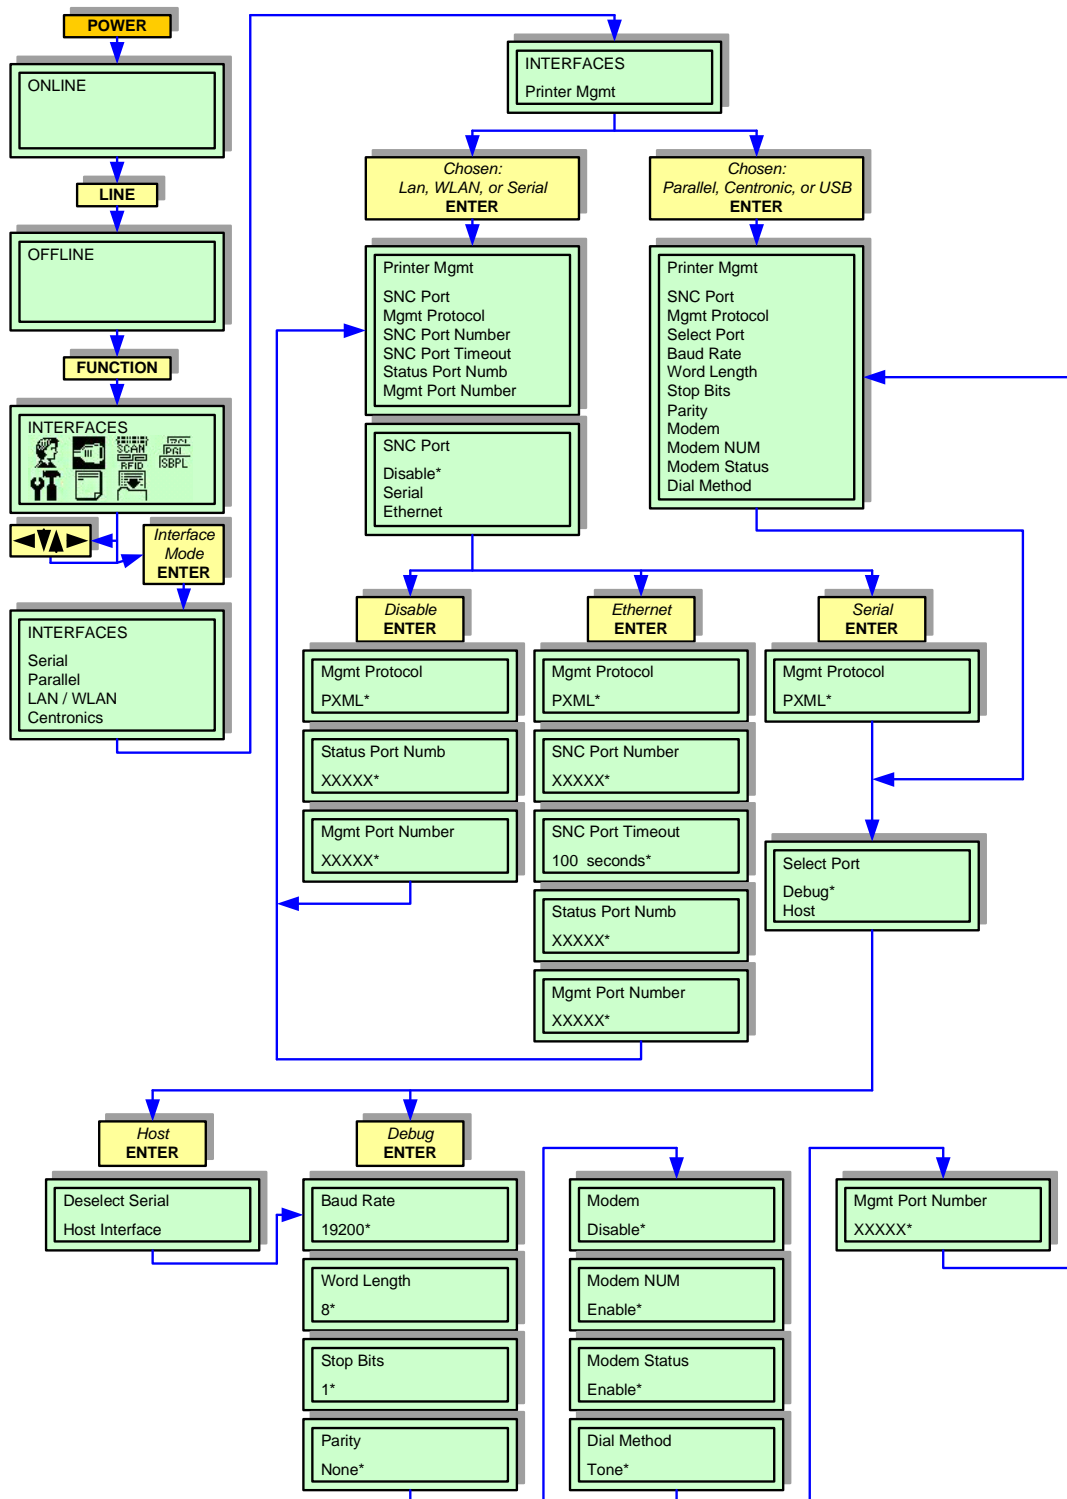 POWER
ONLINE
LINE
OFFLINE
FUNCTION
INTERFACES
SCAN
RFID
PGL
SBPL
Interface
Mode
ENTER
INTERFACES
Serial
Parallel
LAN / WLAN
Centronics
INTERFACES
Printer Mgmt
Chosen:
Lan, WLAN, or Serial
ENTER
Chosen:
Parallel, Centronic, or USB
ENTER
Printer Mgmt
SNC Port
Mgmt Protocol
SNC Port Number
SNC Port Timeout
Status Port Numb
Mgmt Port Number
SNC Port
Disable*
Serial
Ethernet
Printer Mgmt
SNC Port
Mgmt Protocol
Select Port
Baud Rate
Word Length
Stop Bits
Parity
Modem
Modem NUM
Modem Status
Dial Method
Disable
ENTER
Mgmt Protocol
PXML*
Status Port Numb
XXXXX*
Mgmt Port Number
XXXXX*
Ethernet
ENTER
Mgmt Protocol
PXML*
SNC Port Number
XXXXX*
SNC Port Timeout
100 seconds*
Status Port Numb
XXXXX*
Mgmt Port Number
XXXXX*
Serial
ENTER
Mgmt Protocol
PXML*
Select Port
Debug*
Host
Host
ENTER
Deselect Serial
Host Interface
Debug
ENTER
Baud Rate
19200*
Word Length
8*
Stop Bits
1*
Parity
None*
Modem
Disable*
Modem NUM
Enable*
Modem Status
Enable*
Dial Method
Tone*
Mgmt Port Number
XXXXX*